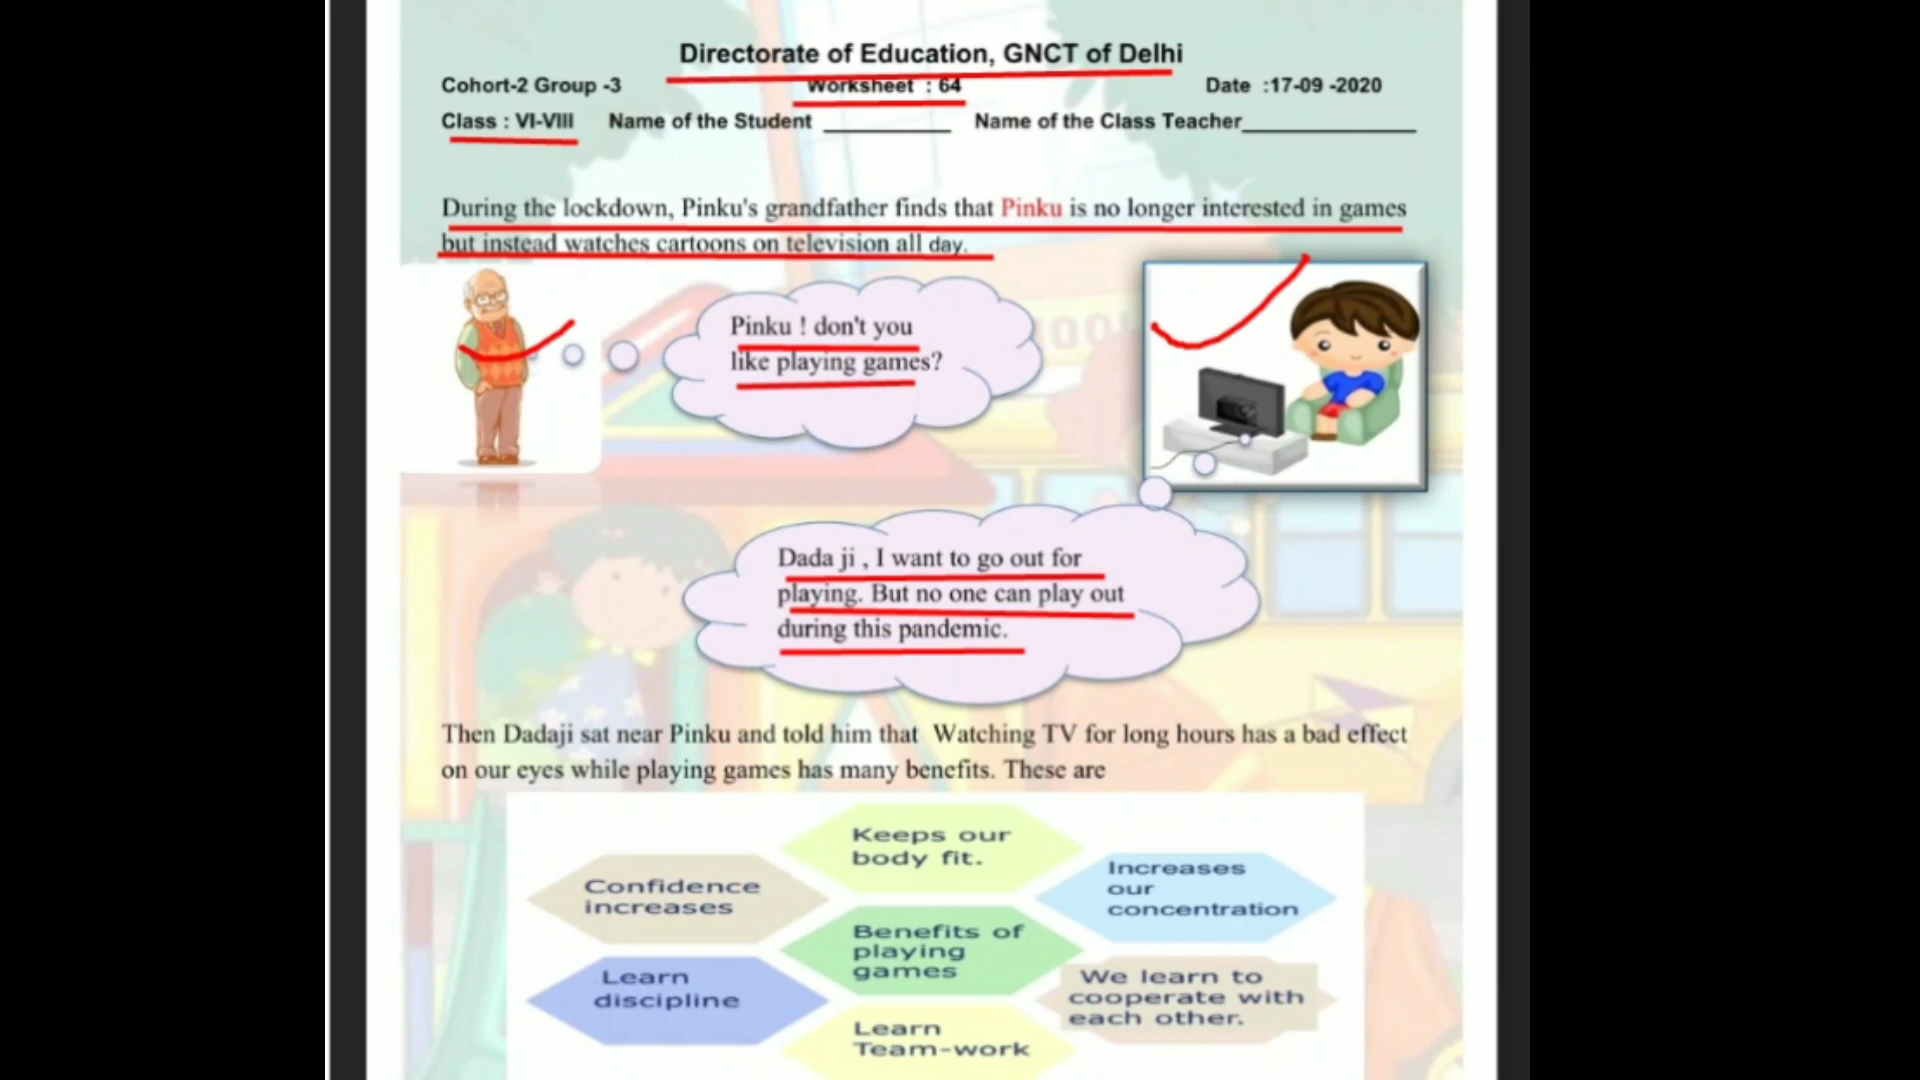 Directorate of Education, GNCT of Delhi
Cohort-2 Group -3 Worksheet : 64 Date :17-09 -2020
Class : VI-VIII Name of the Student ___________ Name of the Class Teacher_______________
During the lockdown, Pinku's grandfather finds that Pinku is no longer interested in games
but instead watches cartoons on television all day.
Pinku ! don't you
like playing games?
Dada ji , I want to go out for
playing. But no one can play out
during this pandemic.
Then Dadaji sat near Pinku and told him that Watching TV for long hours has a bad effect
on our eyes while playing games has many benefits. These are
Keeps our
body fit.
Confidence
increases
Increases
our
concentration
Benefits of
playing
games
Learn
discipline
We learn to
cooperate with
each other.
Learn
Team-work